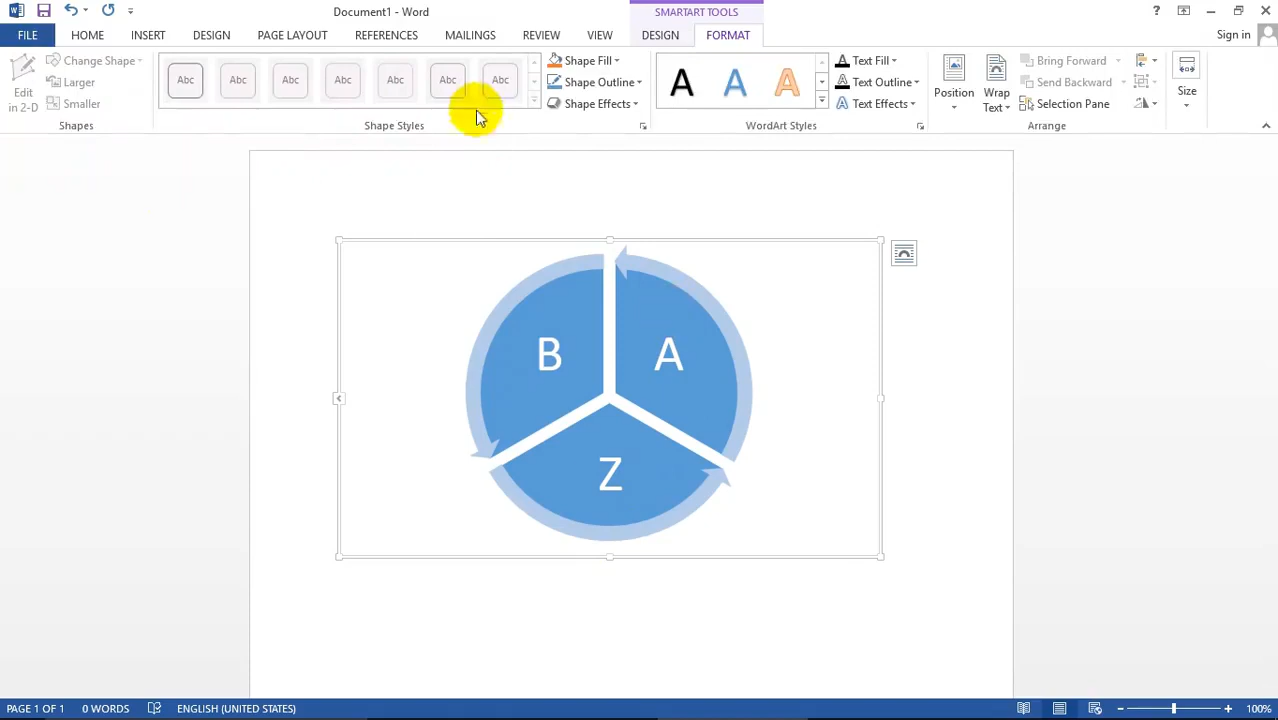 Document1 - Word
SMARTART TOOLS
?
FILE
HOME
INSERT
DESIGN
PAGE LAYOUT
REFERENCES
MAILINGS
REVIEW
VIEW
DESIGN
FORMAT
Sign in
Edit
in 2-D
Change Shape
Larger
Smaller
Shapes
Abc Abc Abc Abc Abc Abc Abc
Shape Styles
Shape Fill
Shape Outline
Shape Effects
A A A
WordArt Styles
Text Fill
Text Outline
Text Effects
Position
Wrap
Text
Bring Forward
Send Backward
Selection Pane
Arrange
Size
B
A
Z
PAGE 1 OF 1
0 WORDS
ENGLISH (UNITED STATES)
100%